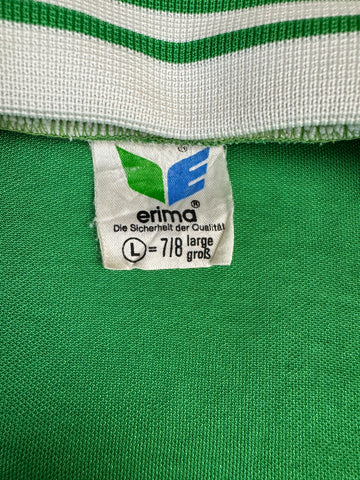 erima®
Die Sicherheit der Qualität
L = 7/8 large
groß